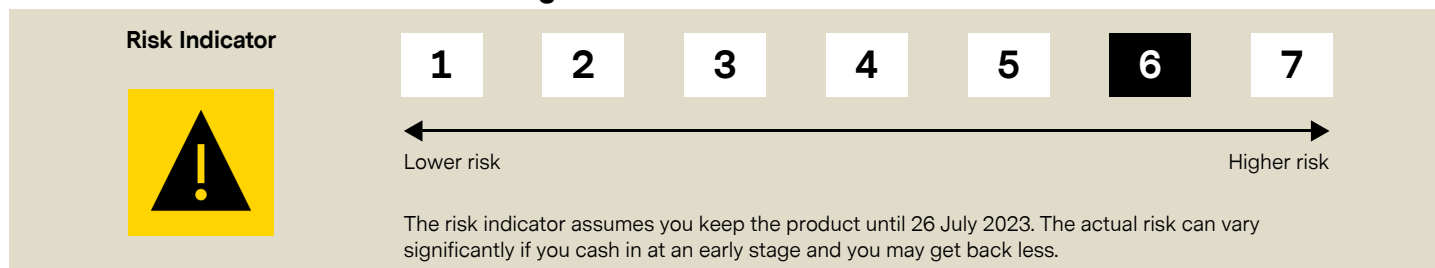 Risk Indicator
1 2 3 4 5 6 7
Lower risk Higher risk
The risk indicator assumes you keep the product until 26 July 2023. The actual risk can vary
significantly if you cash in at an early stage and you may get back less.